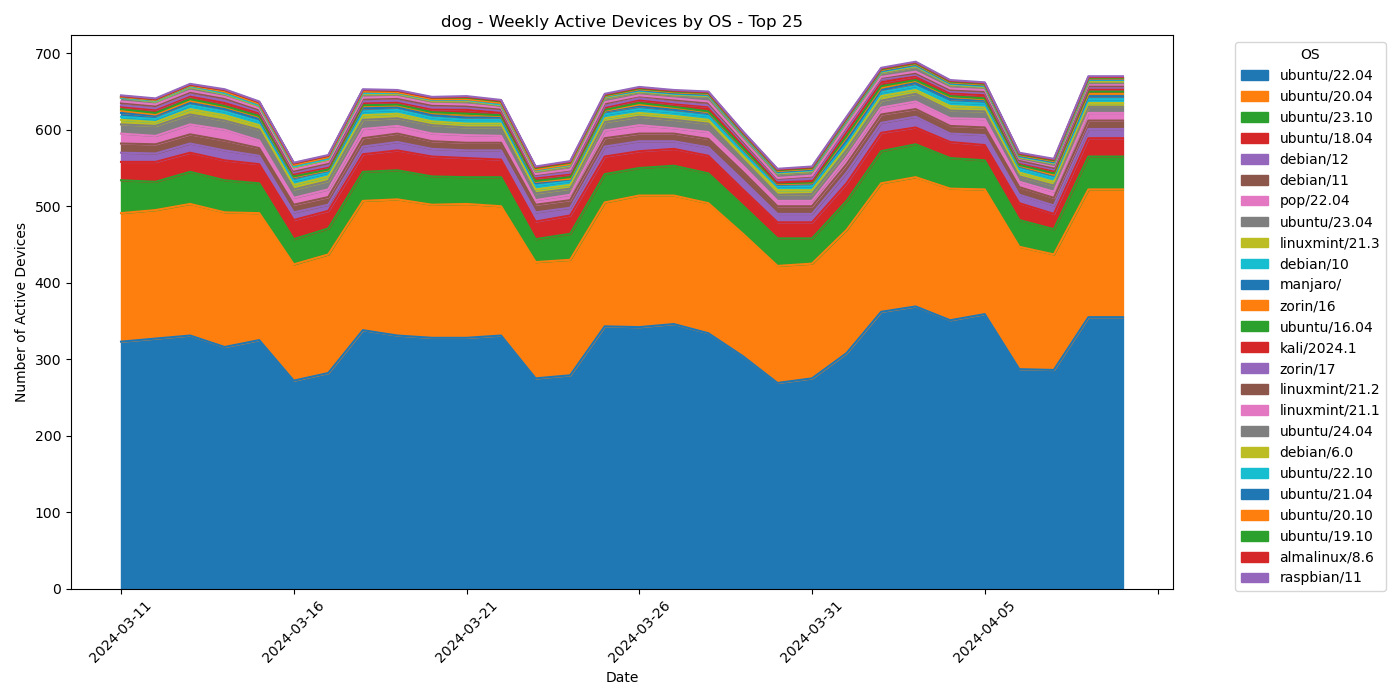 dog - Weekly Active Devices by OS - Top 25
700
600
500
400
300
200
100
0
Number of Active Devices
2024-03-11
2024-03-16
2024-03-21
2024-03-26
2024-03-31
2024-04-05
Date
OS
ubuntu/22.04
ubuntu/20.04
ubuntu/23.10
ubuntu/18.04
debian/12
debian/11
pop/22.04
ubuntu/23.04
linuxmint/21.3
debian/10
manjaro/
zorin/16
ubuntu/16.04
kali/2024.1
zorin/17
linuxmint/21.2
linuxmint/21.1
ubuntu/24.04
debian/6.0
ubuntu/22.10
ubuntu/21.04
ubuntu/20.10
ubuntu/19.10
almalinux/8.6
raspbian/11